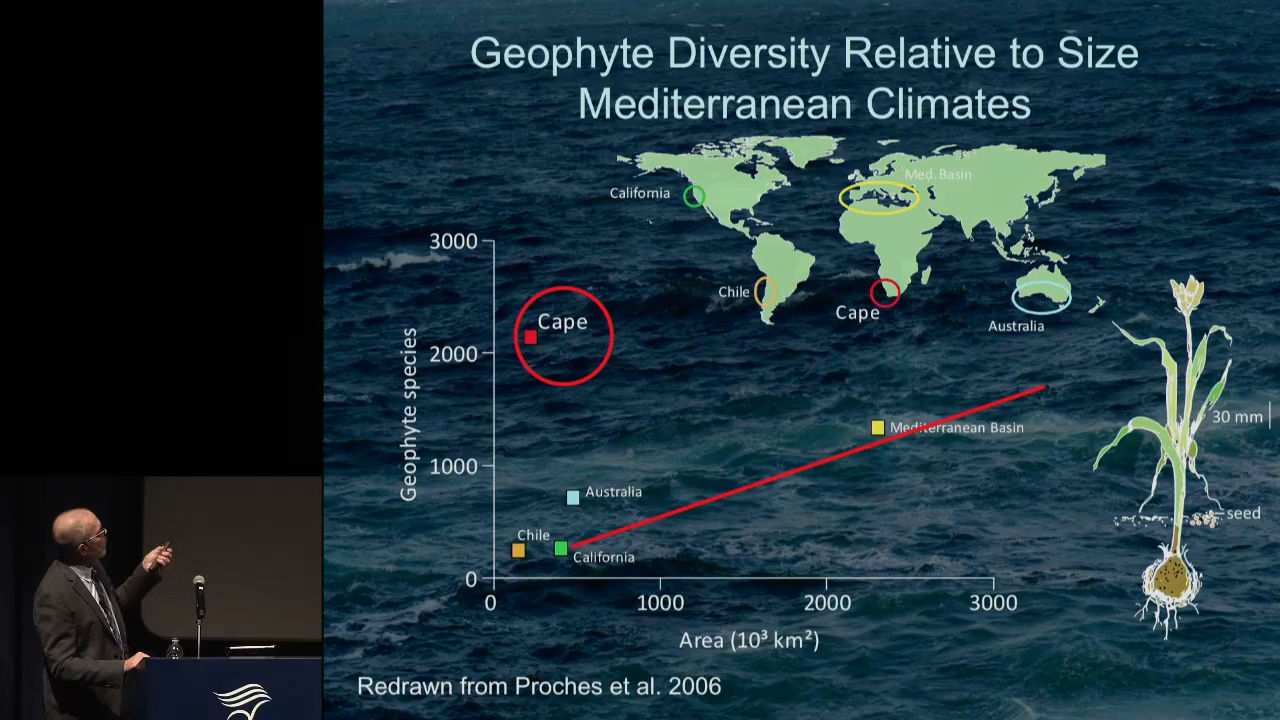 Geophyte Diversity Relative to Size
Mediterranean Climates
Med. Basin
California
Chile
Cape
Australia
3000
2000
1000
0
Geophyte species
Cape
Mediterranean Basin
Australia
Chile
California
0
1000
2000
3000
Area (10³ km²)
30 mm
seed
Redrawn from Proches et al. 2006